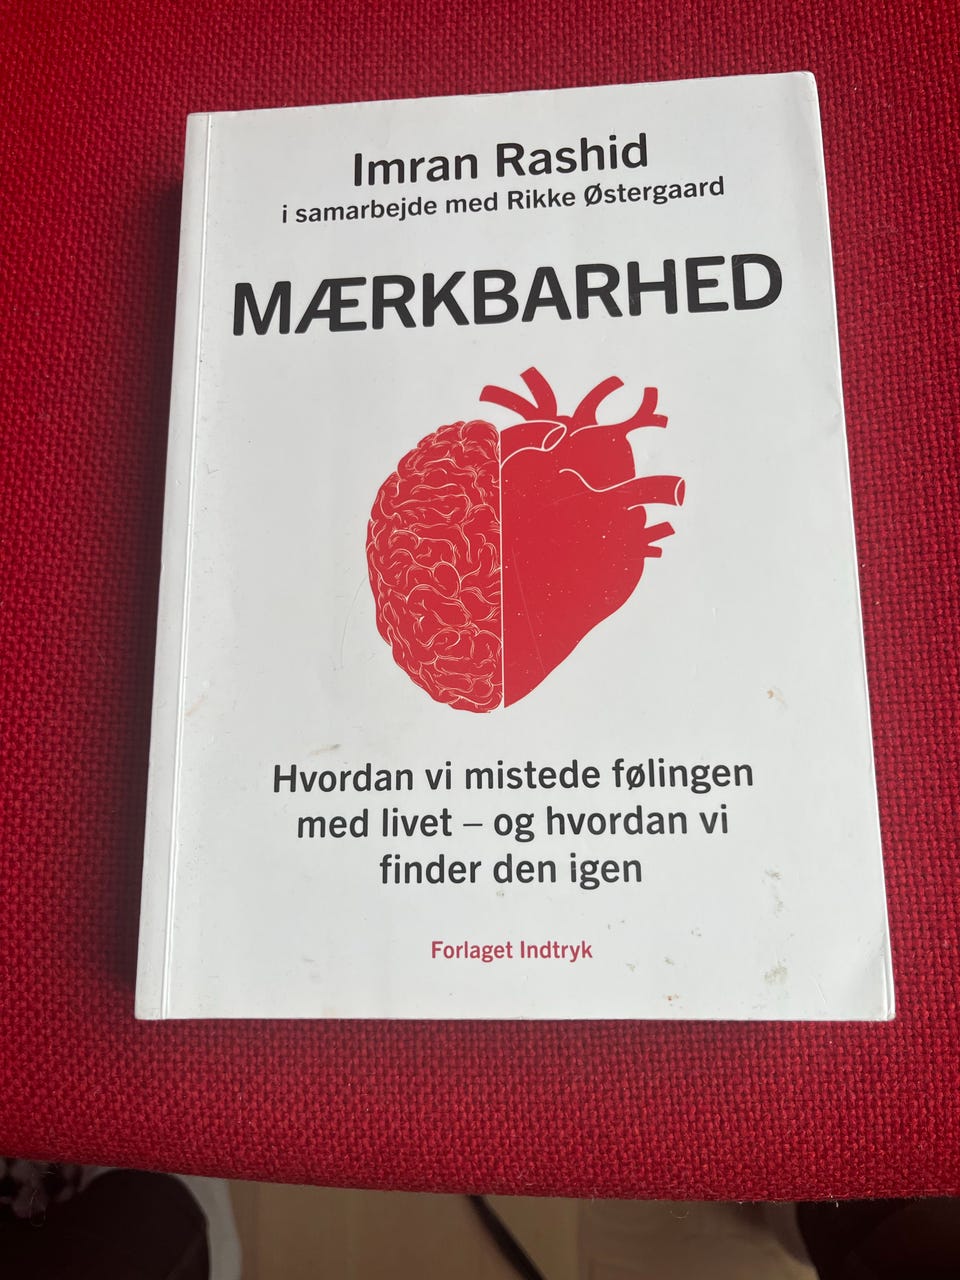 Imran Rashid
i samarbejde med Rikke Østergaard
MÆRKBARHED
Hvordan vi mistede følingen
med livet – og hvordan vi
finder den igen
Forlaget Indtryk